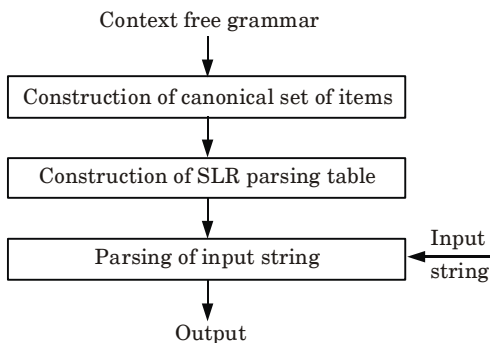 Context free grammar
Construction of canonical set of items
Construction of SLR parsing table
Parsing of input string
Input
string
Output